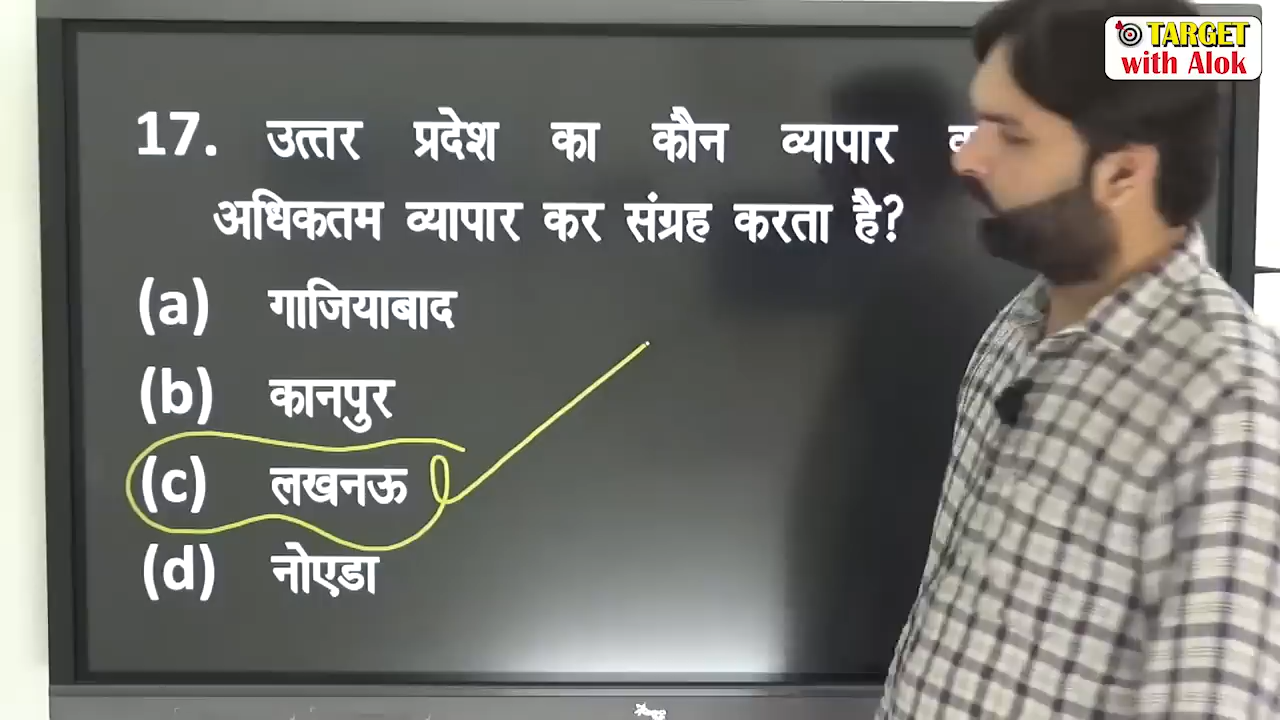 TARGET
with Alok
17. उत्तर प्रदेश का कौन व्यापार
अधिकतम व्यापार कर संग्रह करता है?
(a) गाजियाबाद
(b) कानपुर
(c) लखनऊ
(d) नोएडा